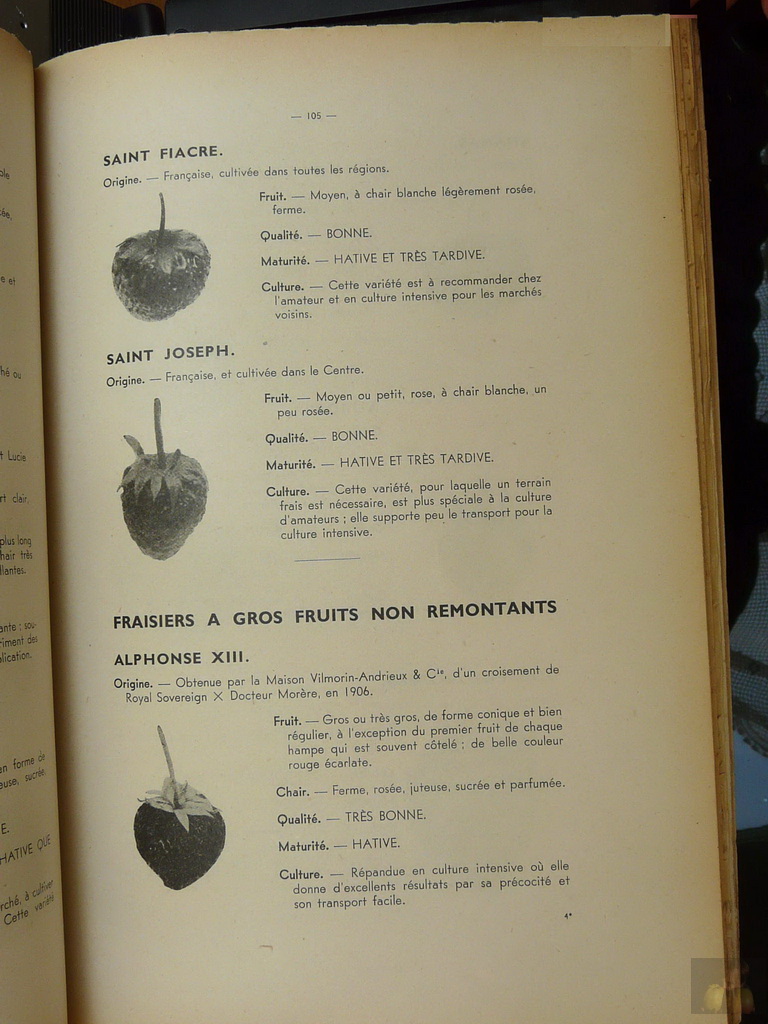 — 105 —
SAINT FIACRE.
Origine. — Française, cultivée dans toutes les régions.
Fruit. — Moyen, à chair blanche légèrement rosée,
ferme.
Qualité. — BONNE.
Maturité. — HATIVE ET TRÈS TARDIVE.
Culture. — Cette variété est à recommander chez
l'amateur et en culture intensive pour les marchés
voisins.
SAINT JOSEPH.
Origine. — Française, et cultivée dans le Centre.
Fruit. — Moyen ou petit, rose, à chair blanche, un
peu rosée.
Qualité. — BONNE.
Maturité. — HATIVE ET TRÈS TARDIVE.
Culture. — Cette variété, pour laquelle un terrain
frais est nécessaire, est plus spéciale à la culture
d'amateurs ; elle supporte peu le transport pour la
culture intensive.
FRAISIERS A GROS FRUITS NON REMONTANTS
ALPHONSE XIII.
Origine. — Obtenue par la Maison Vilmorin-Andrieux & Cie, d'un croisement de
Royal Sovereign × Docteur Morère, en 1906.
Fruit. — Gros ou très gros, de forme conique et bien
régulier, à l'exception du premier fruit de chaque
hampe qui est souvent côtelé ; de belle couleur
rouge écarlate.
Chair. — Ferme, rosée, juteuse, sucrée et parfumée.
Qualité. — TRÈS BONNE.
Maturité. — HATIVE.
Culture. — Répandue en culture intensive où elle
donne d'excellents résultats par sa précocité et
son transport facile.
4*